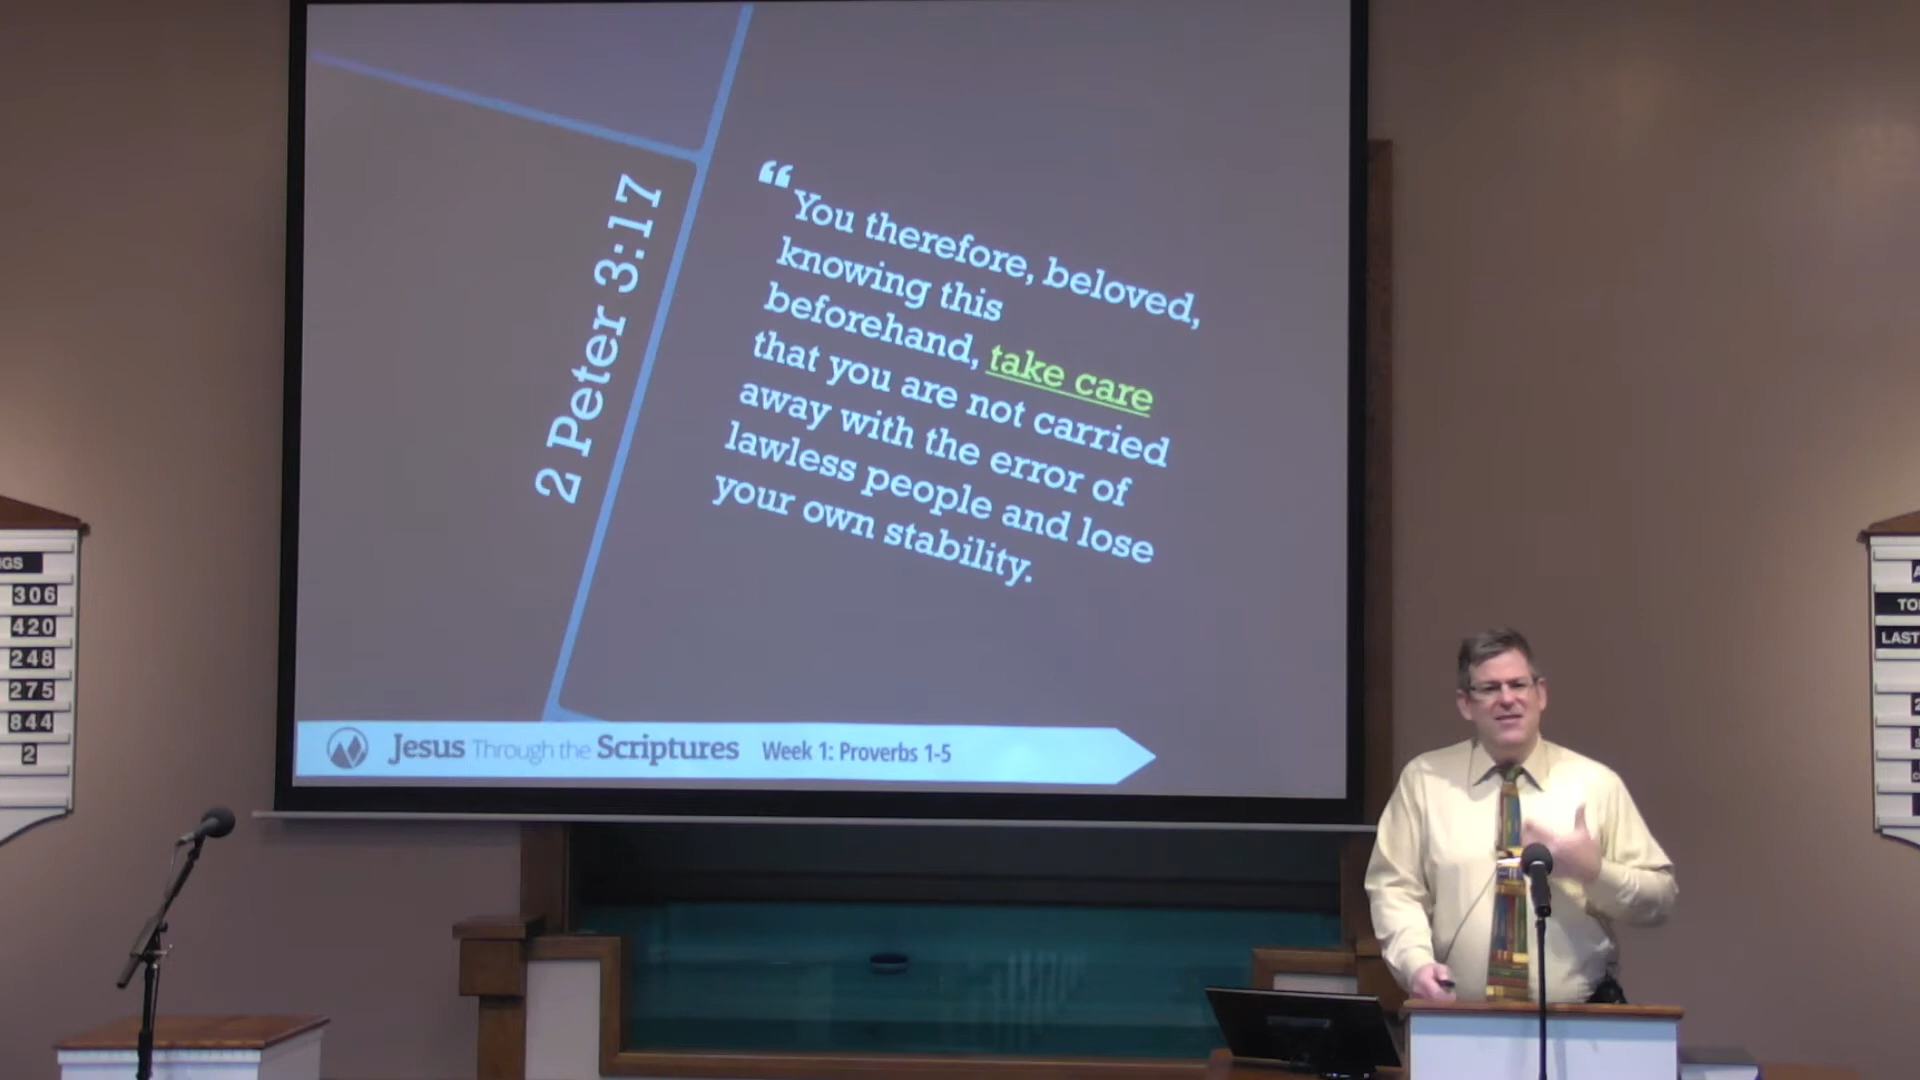 2 Peter 3:17
“You therefore, beloved,
knowing this
beforehand, take care
that you are not carried
away with the error of
lawless people and lose
your own stability.
Jesus Through the Scriptures Week 1: Proverbs 1-5
306
420
248
275
844
2
LAST